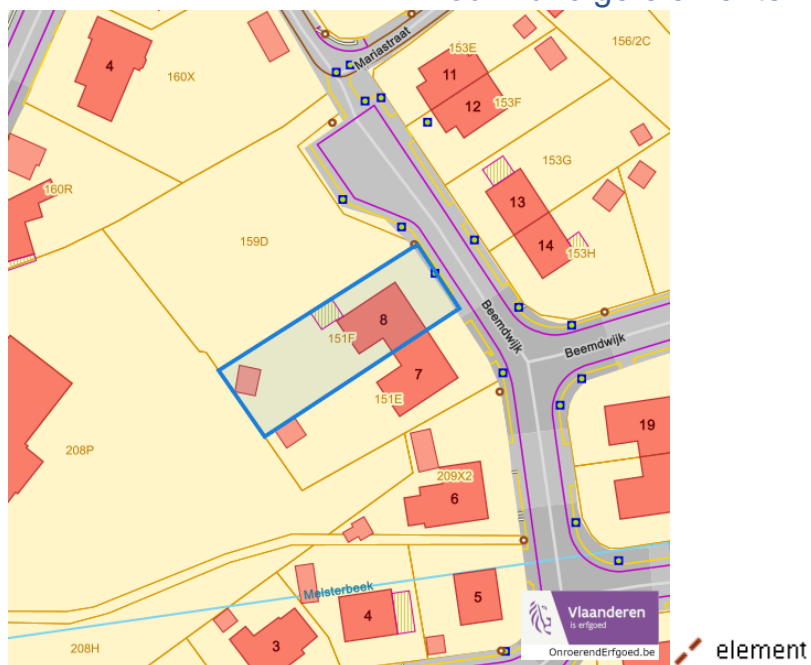 Mariastraat
153E
156/2C
4
160X
11
12
153F
153G
160R
13
14
153H
159D
Beemdwijk
Beemdwijk
8
151F
7
151E
19
208P
209X2
6
Melsterbeek
4
5
3
208H
Vlaanderen
is erfgoed
OnroerendErfgoed.be
element